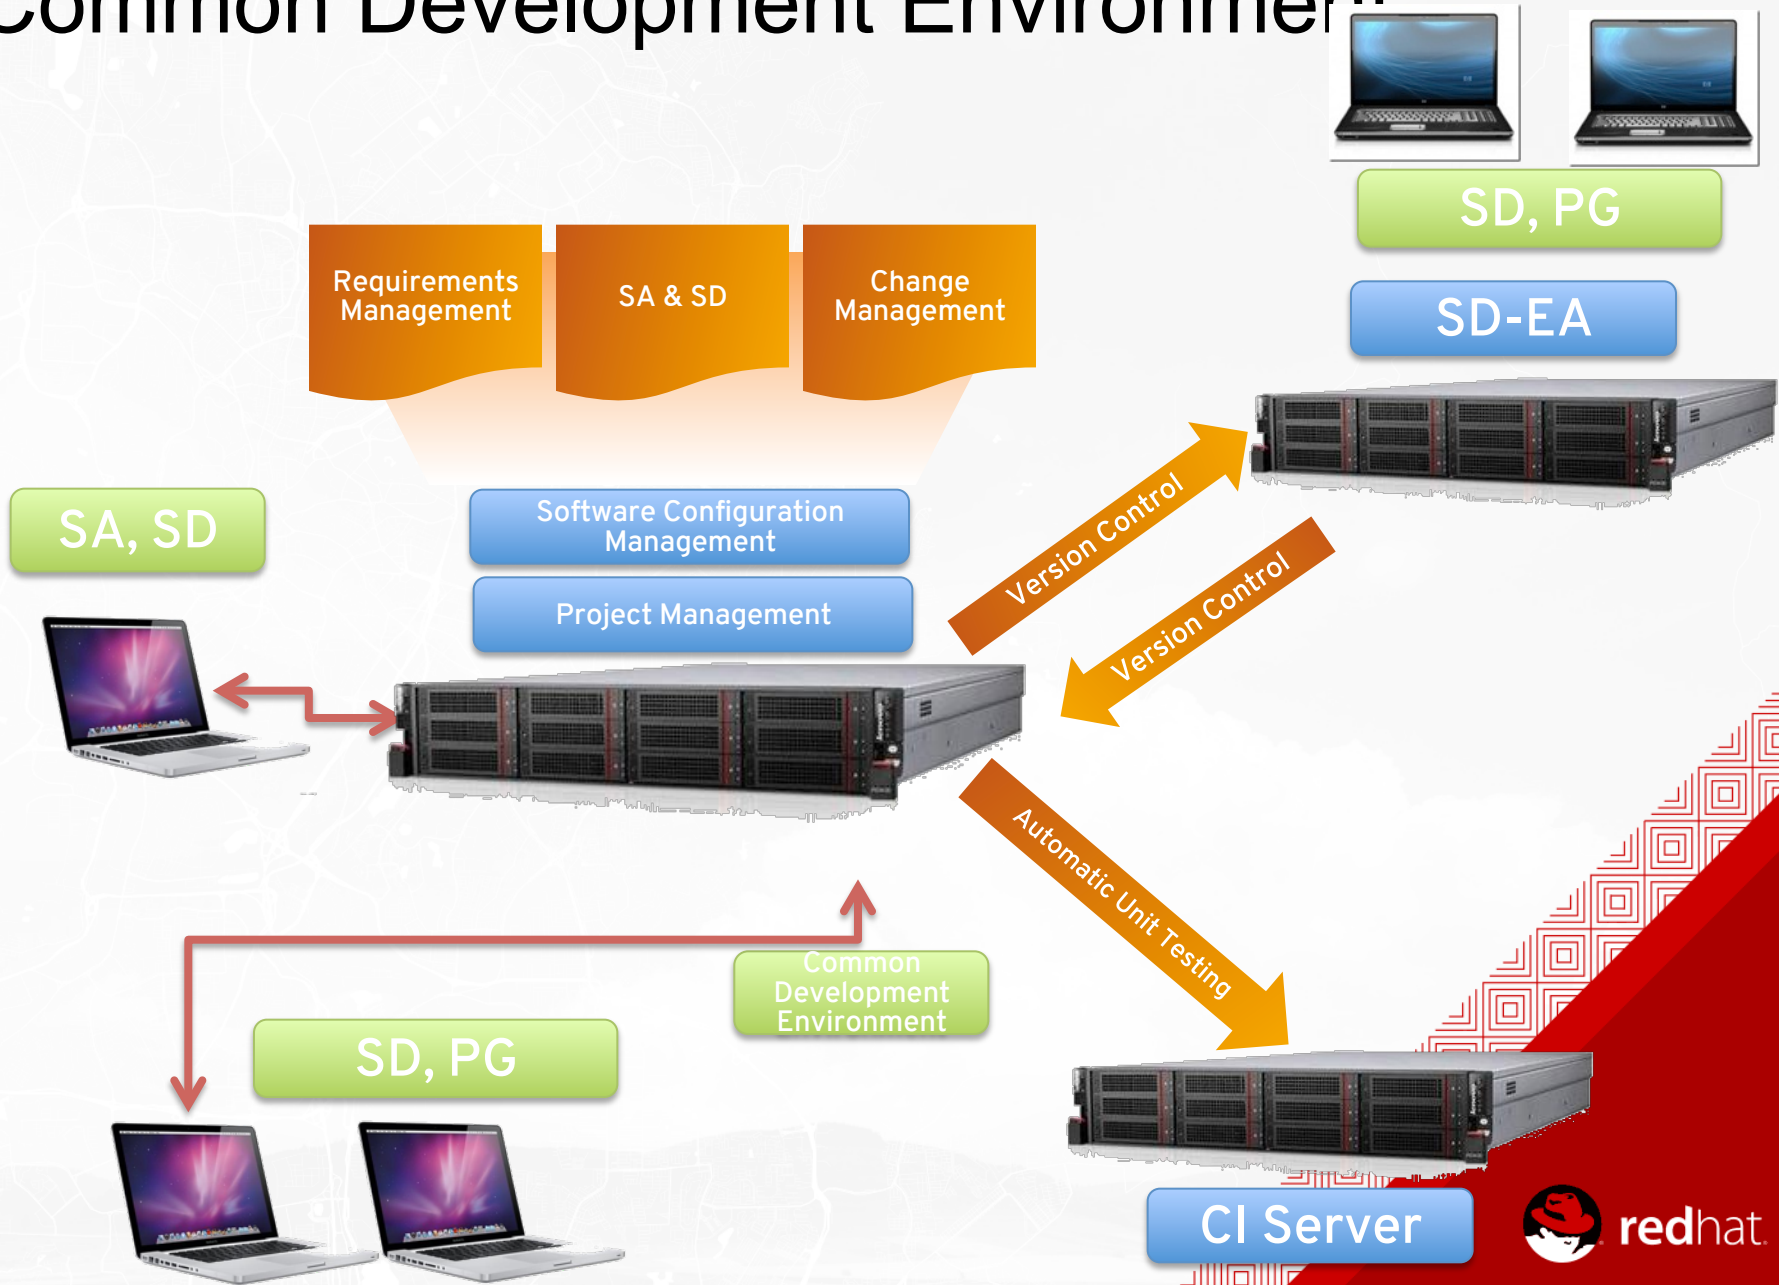 Common Development Environment
SD, PG
SD-EA
Requirements
Management
SA & SD
Change
Management
SA, SD
Software Configuration
Management
Project Management
Version Control
Version Control
Automatic Unit Testing
Common
Development
Environment
SD, PG
CI Server
redhat.